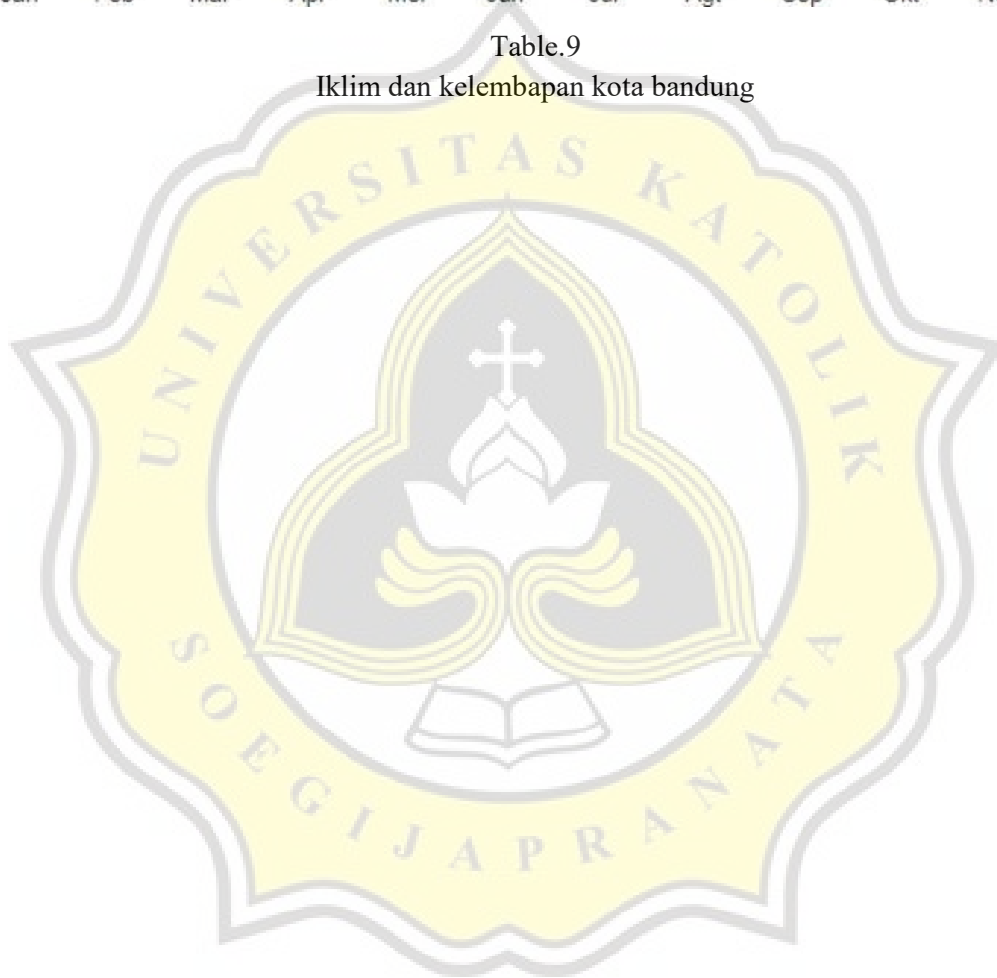 Table.9
Iklim dan kelembapan kota bandung
UNIVERSITAS KATOLIK
SOEGIJAPRANATA